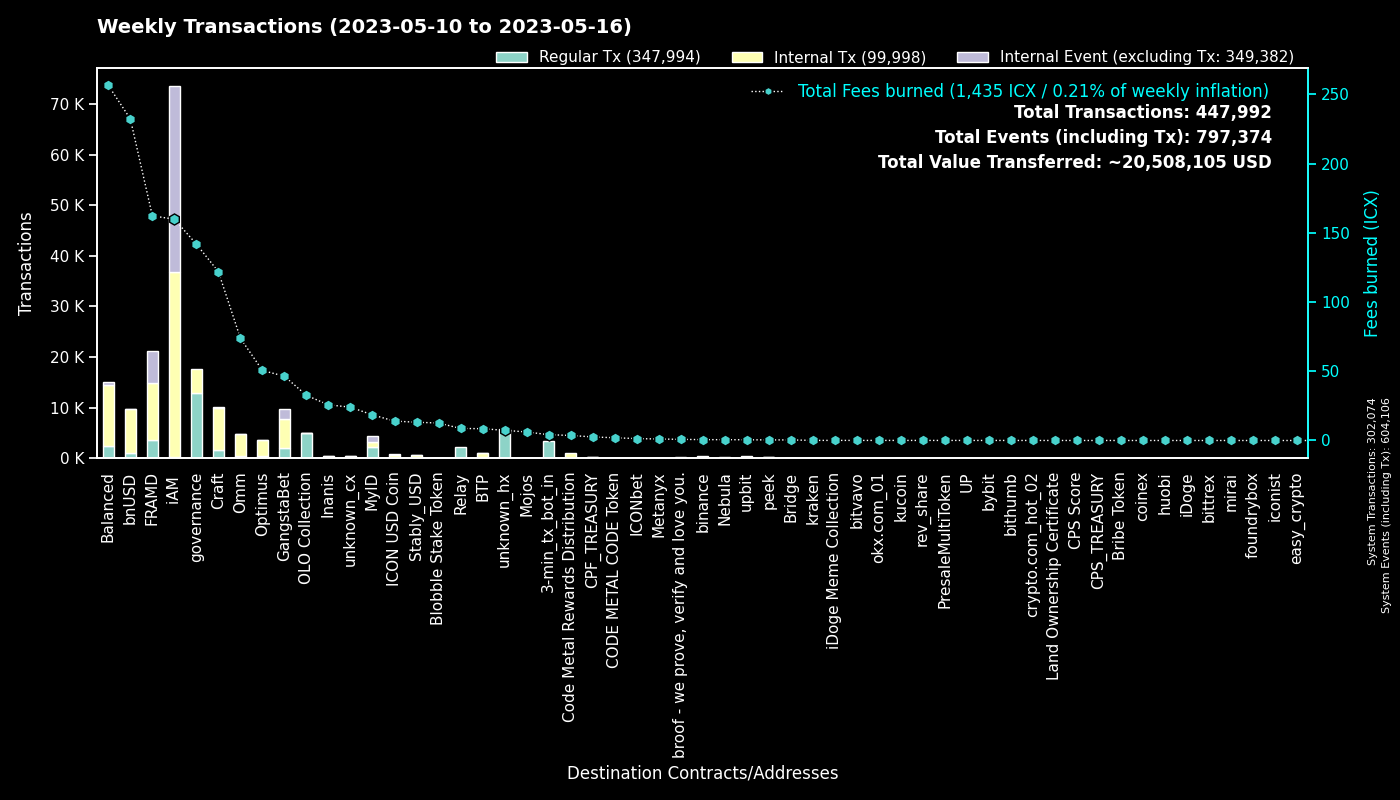 Weekly Transactions (2023-05-10 to 2023-05-16)
Regular Tx (347,994)
Internal Tx (99,998)
Internal Event (excluding Tx: 349,382)
Total Fees burned (1,435 ICX / 0.21% of weekly inflation)
Total Transactions: 447,992
Total Events (including Tx): 797,374
Total Value Transferred: ~20,508,105 USD
Transactions
70 K
60 K
50 K
40 K
30 K
20 K
10 K
0 K
250
200
150
100
50
0
Fees burned (ICX)
System Transactions: 302,074
System Events (including Tx): 604,106
Balanced
bnUSD
FRAMD
iAM
governance
Craft
Omm
Optimus
GangstaBet
OLO Collection
Inanis
unknown_cx
MyID
ICON USD Coin
Stably_USD
Blobble Stake Token
Relay
BTP
unknown_hx
Mojos
3-min_tx_bot_in
Code Metal Rewards Distribution
CPF_TREASURY
CODE METAL CODE Token
ICONbet
Metanyx
broof - we prove, verify and love you.
binance
Nebula
upbit
peek
Bridge
kraken
iDoge Meme Collection
bitvavo
okx.com_01
kucoin
rev_share
PresaleMultiToken
UP
bybit
bithumb
crypto.com_hot_02
Land Ownership Certificate
CPS Score
CPS_TREASURY
Bribe Token
coinex
huobi
iDoge
bittrex
mirai
foundrybox
iconist
easy_crypto
Destination Contracts/Addresses